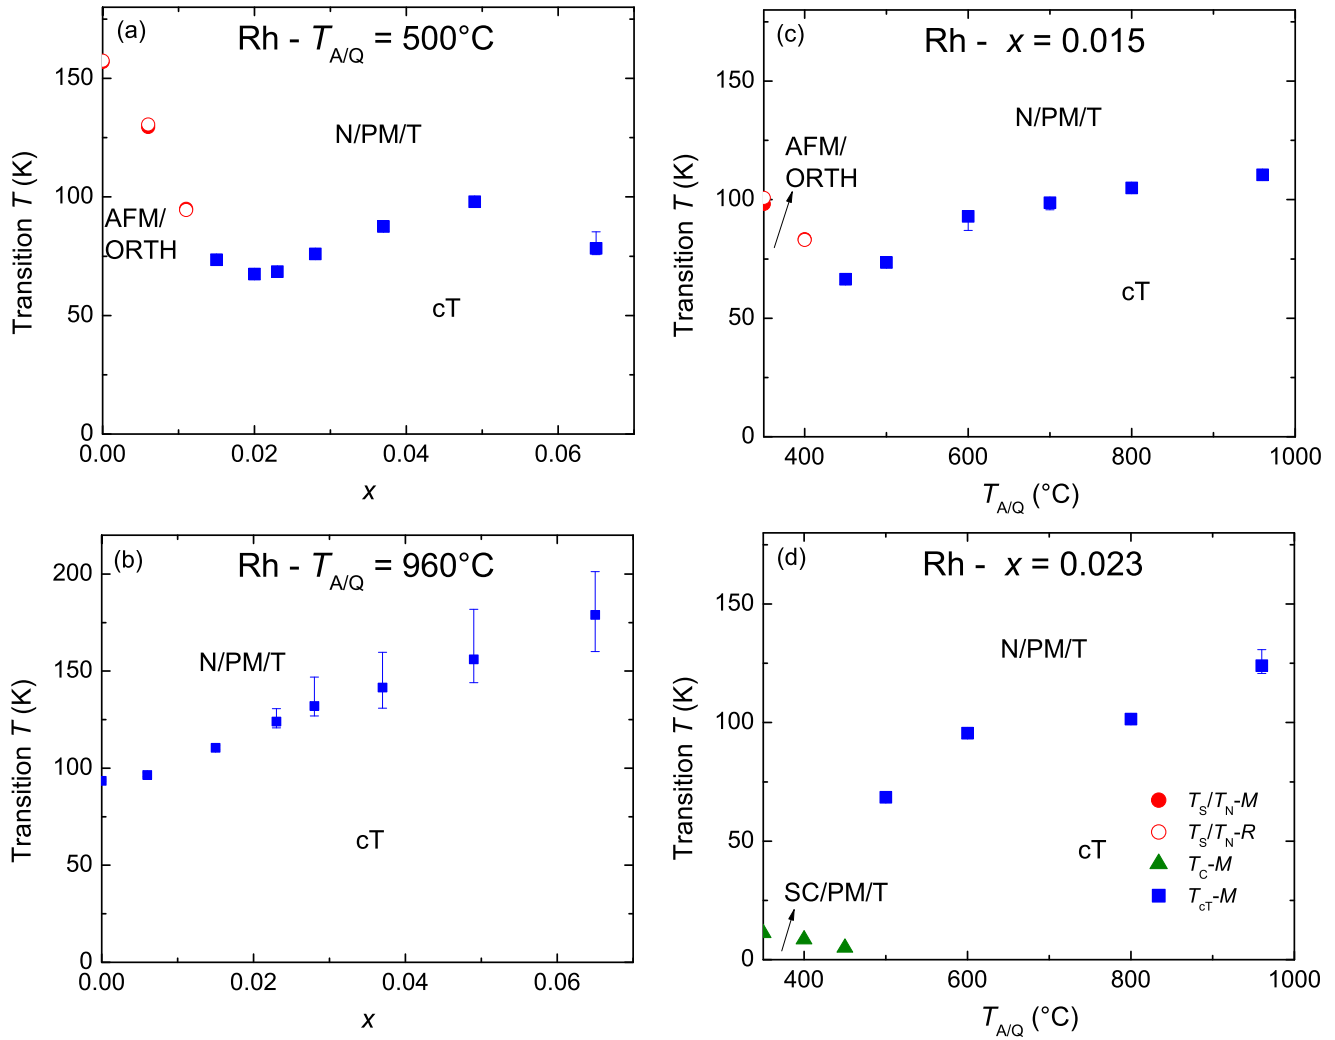 (a)
Rh - T_A/Q = 500°C
150
100
50
0
Transition T (K)
N/PM/T
AFM/
ORTH
cT
0.00 0.02 0.04 0.06
x
(c)
Rh - x = 0.015
150
100
50
0
Transition T (K)
N/PM/T
AFM/
ORTH
cT
400 600 800 1000
T_A/Q (°C)
(b)
Rh - T_A/Q = 960°C
200
150
100
50
0
Transition T (K)
N/PM/T
cT
0.00 0.02 0.04 0.06
x
(d)
Rh - x = 0.023
150
100
50
0
Transition T (K)
N/PM/T
cT
SC/PM/T
T_S/T_N-M
T_S/T_N-R
T_C-M
T_cT-M
400 600 800 1000
T_A/Q (°C)